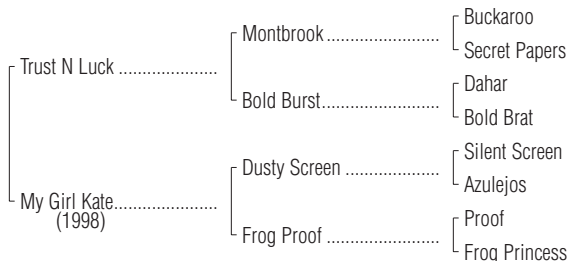 Buckaroo
Montbrook........................
Secret Papers
Trust N Luck .....................
Dahar
Bold Burst.........................
Bold Brat
Silent Screen
Dusty Screen ....................
Azulejos
My Girl Kate......................
(1998)
Proof
Frog Proof ........................
Frog Princess